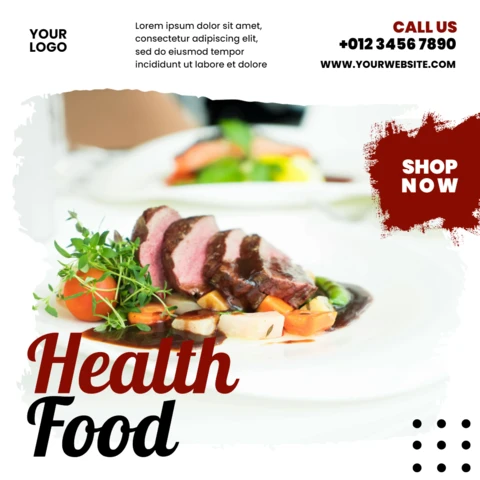 YOUR
LOGO
Lorem ipsum dolor sit amet,
consectetur adipiscing elit,
sed do eiusmod tempor
incididunt ut labore et dolore
CALL US
+012 3456 7890
WWW.YOURWEBSITE.COM
SHOP
NOW
Health
Food